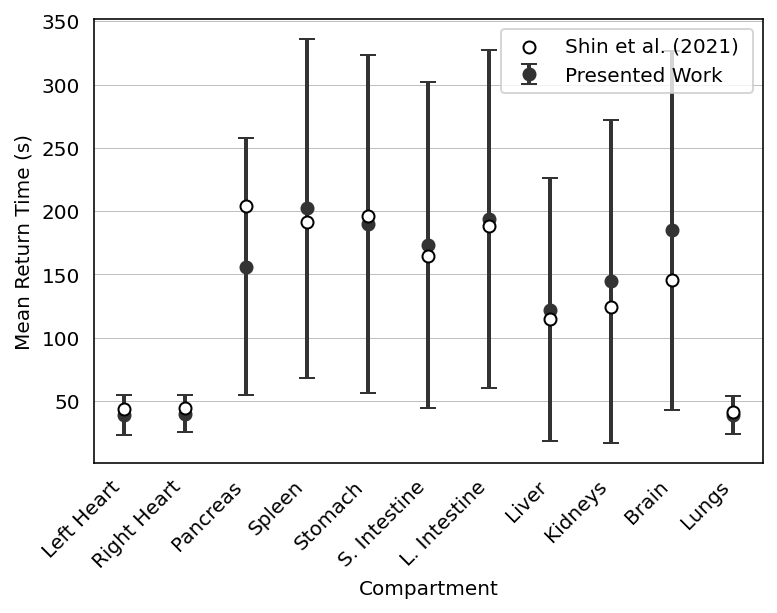 350
300
250
200
150
100
50
Mean Return Time (s)
Shin et al. (2021)
Presented Work
Left Heart
Right Heart
Pancreas
Spleen
Stomach
S. Intestine
L. Intestine
Liver
Kidneys
Brain
Lungs
Compartment